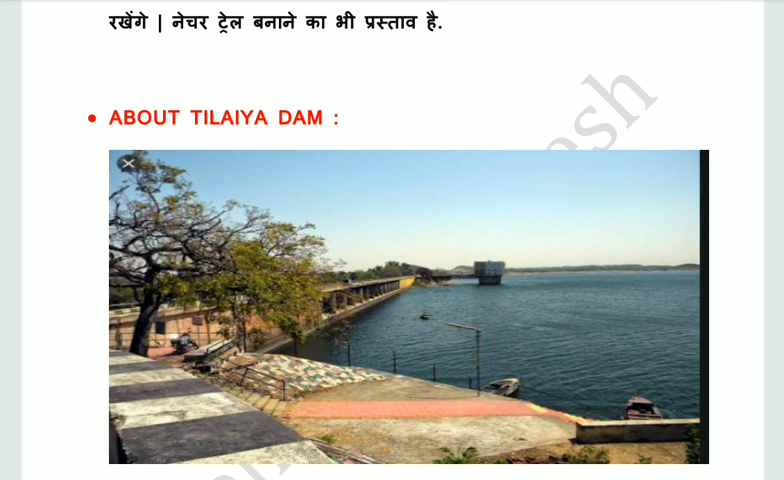 रखेंगे | नेचर ट्रेल बनाने का भी प्रस्ताव है.
ABOUT TILAIYA DAM :